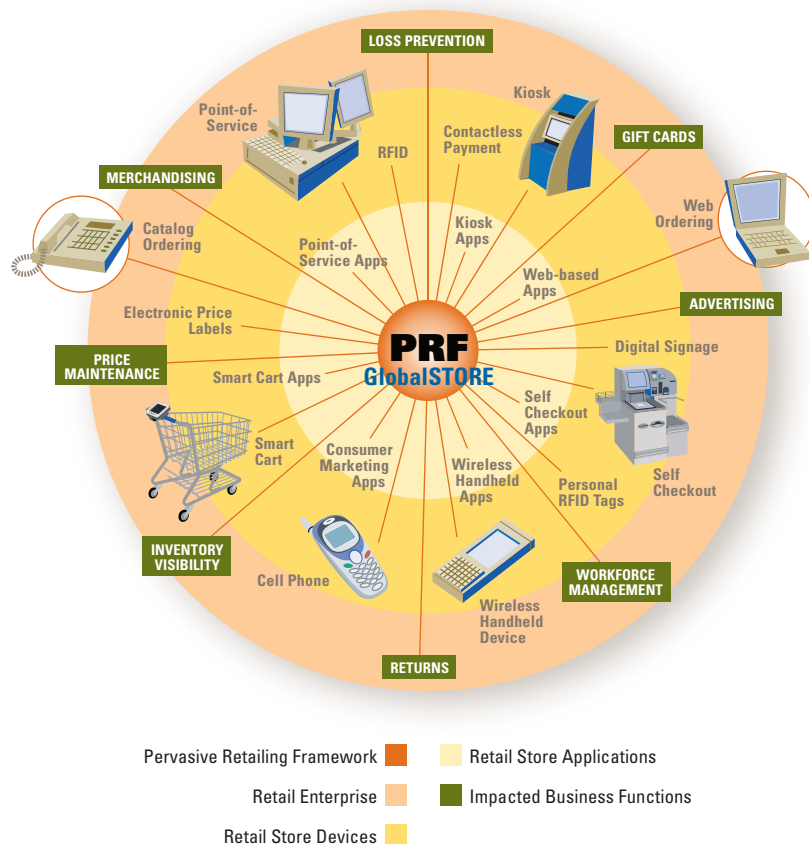 LOSS PREVENTION
Kiosk
Point-of-
Service
Contactless
Payment
GIFT CARDS
RFID
MERCHANDISING
Web
Ordering
Catalog
Ordering
Kiosk
Apps
Point-of-
Service Apps
Web-based
Apps
ADVERTISING
Electronic Price
Labels
PRF
GlobalSTORE
Digital Signage
PRICE
MAINTENANCE
Smart Cart Apps
Self
Checkout
Apps
Smart
Cart
Consumer
Marketing
Apps
Wireless
Handheld
Apps
Personal
RFID Tags
Self
Checkout
INVENTORY
VISIBILITY
Cell Phone
WORKFORCE
MANAGEMENT
Wireless
Handheld
Device
RETURNS
Pervasive Retailing Framework
Retail Store Applications
Retail Enterprise
Impacted Business Functions
Retail Store Devices